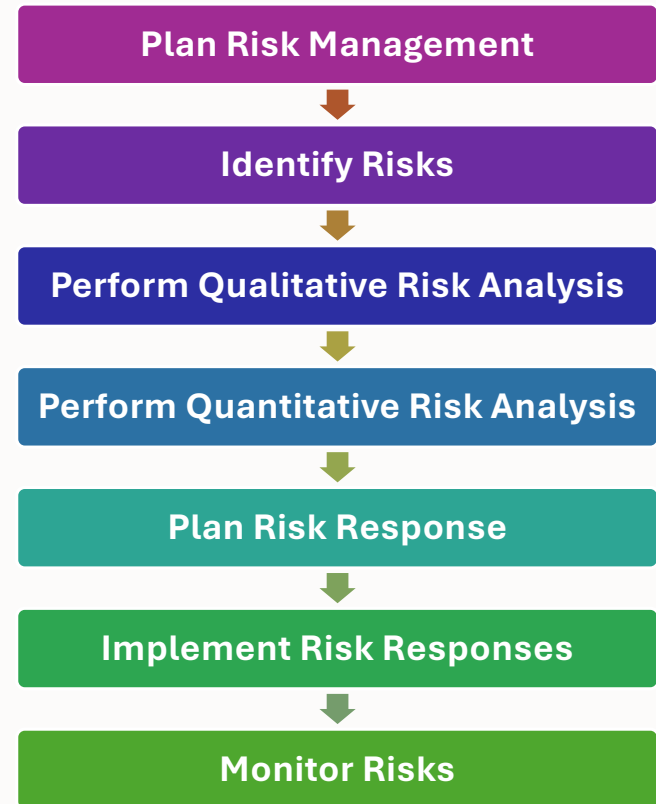 Plan Risk Management
Identify Risks
Perform Qualitative Risk Analysis
Perform Quantitative Risk Analysis
Plan Risk Response
Implement Risk Responses
Monitor Risks